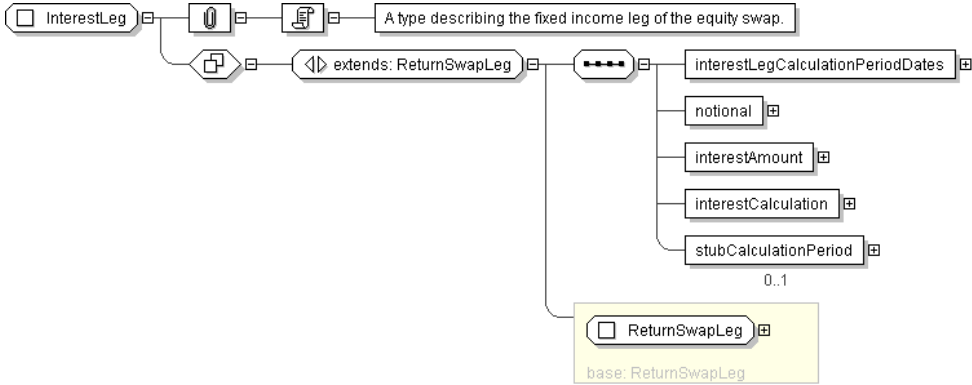 InterestLeg
A type describing the fixed income leg of the equity swap.
extends: ReturnSwapLeg
interestLegCalculationPeriodDates
notional
interestAmount
interestCalculation
stubCalculationPeriod
0..1
ReturnSwapLeg
base: ReturnSwapLeg